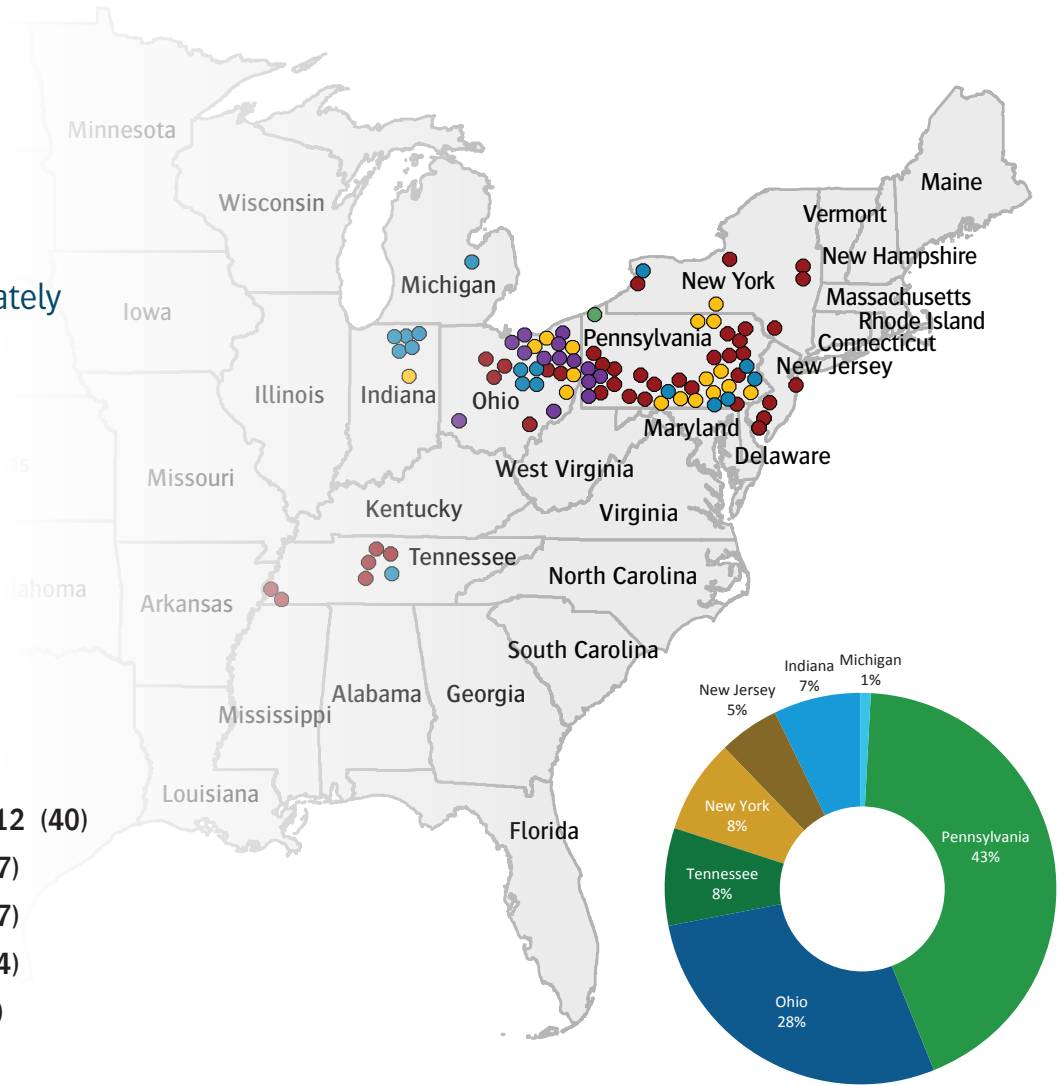 Minnesota
Wisconsin
Michigan
Iowa
ately
Illinois
Indiana
Ohio
Pennsylvania
New York
Vermont
Maine
New Hampshire
Massachusetts
Rhode Island
Connecticut
New Jersey
Maryland
Delaware
West Virginia
Virginia
Missouri
Kentucky
as
Tennessee
North Carolina
lahoma
Arkansas
South Carolina
Mississippi
Alabama
Georgia
Louisiana
Florida
12 (40)
7)
7)
4)
)
Michigan
1%
Indiana
7%
New Jersey
5%
New York
8%
Tennessee
8%
Pennsylvania
43%
Ohio
28%